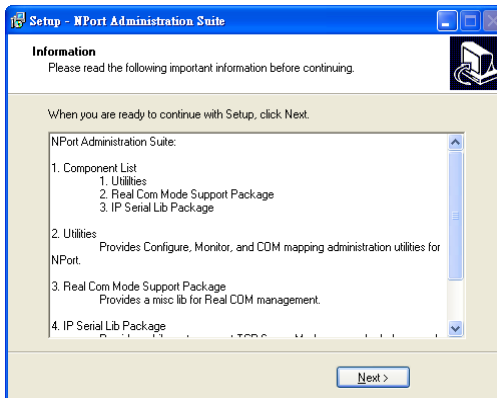 Setup - NPort Administration Suite
Information
Please read the following important information before continuing.
When you are ready to continue with Setup, click Next.
NPort Administration Suite:
1. Component List
1. Utililties
2. Real Com Mode Support Package
3. IP Serial Lib Package
2. Utilities
Provides Configure, Monitor, and COM mapping administration utilities for
NPort.
3. Real Com Mode Support Package
Provides a misc lib for Real COM management.
4. IP Serial Lib Package
Next >